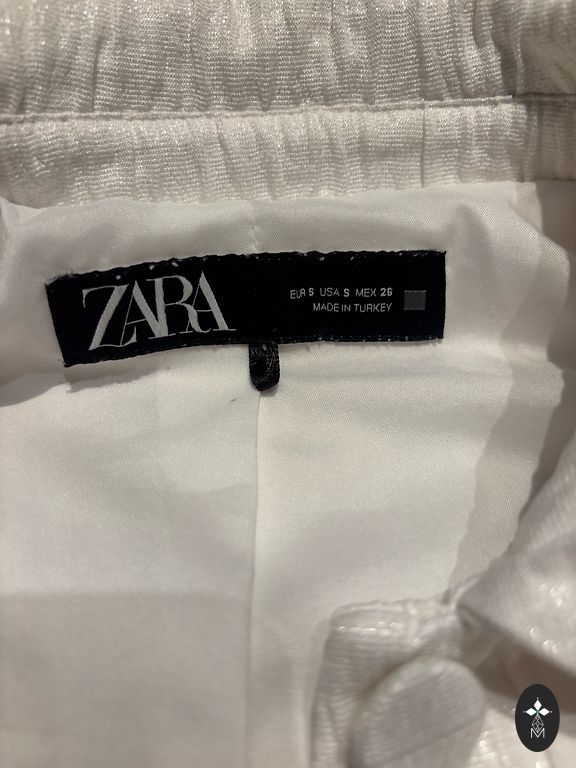 ZARA
EUR S USA S MEX 26
MADE IN TURKEY
M